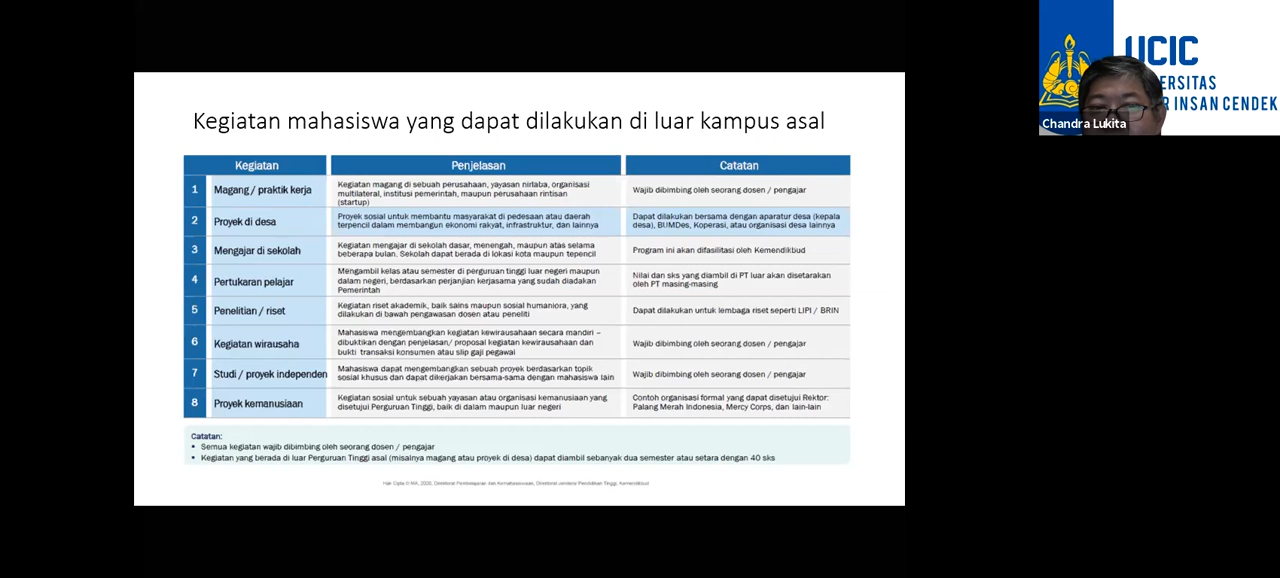 Kegiatan mahasiswa yang dapat dilakukan di luar kampus asal
Kegiatan
Penjelasan
Catatan
1
Magang / praktik kerja
Kegiatan magang di sebuah perusahaan, yayasan nirlaba, organisasi
multilateral, institusi pemerintah, maupun perusahaan rintisan
(startup)
Wajib dibimbing oleh seorang dosen / pengajar
2
Proyek di desa
Proyek sosial untuk membantu masyarakat di pedesaan atau daerah
terpencil dalam membangun ekonomi rakyat, infrastruktur, dan lainnya
Dapat dilakukan bersama dengan aparatur desa (kepala
desa), BUMDes, Koperasi, atau organisasi desa lainnya
3
Mengajar di sekolah
Kegiatan mengajar di sekolah dasar, menengah, maupun atas selama
beberapa bulan. Sekolah dapat berada di lokasi kota maupun tepencil
Program ini akan difasilitasi oleh Kemendikbud
4
Pertukaran pelajar
Mengambil kelas atau semester di perguruan tinggi luar negeri maupun
dalam negeri, berdasarkan perjanjian kerjasama yang sudah diadakan
Pemerintah
Nilai dan sks yang diambil di PT luar akan disetarakan
oleh PT masing-masing
5
Penelitian / riset
Kegiatan riset akademik, baik sains maupun sosial humaniora, yang
dilakukan di bawah pengawasan dosen atau peneliti
Dapat dilakukan untuk lembaga riset seperti LIPI / BRIN
6
Kegiatan wirausaha
Mahasiswa mengembangkan kegiatan kewirausahaan secara mandiri –
dibuktikan dengan penjelasan/ proposal kegiatan kewirausahaan dan
bukti transaksi konsumen atau slip gaji pegawai
Wajib dibimbing oleh seorang dosen / pengajar
7
Studi / proyek independen
Mahasiswa dapat mengembangkan sebuah proyek berdasarkan topik
sosial khusus dan dapat dikerjakan bersama-sama dengan mahasiswa lain
Wajib dibimbing oleh seorang dosen / pengajar
8
Proyek kemanusiaan
Kegiatan sosial untuk sebuah yayasan atau organisasi kemanusiaan yang
disetujui Perguruan Tinggi, baik di dalam maupun luar negeri
Contoh organisasi formal yang dapat disetujui Rektor:
Palang Merah Indonesia, Mercy Corps, dan lain-lain
Catatan:
• Semua kegiatan wajib dibimbing oleh seorang dosen / pengajar
• Kegiatan yang berada di luar Perguruan Tinggi asal (misalnya magang atau proyek di desa) dapat diambil sebanyak dua semester atau setara dengan 40 sks
Direktorat Pembelajaran dan Kemahasiswaan, Direktorat Jenderal Pendidikan Tinggi, Kemendikbud
UCIC
ERSITAS
R INSAN CENDEK
Chandra Lukita